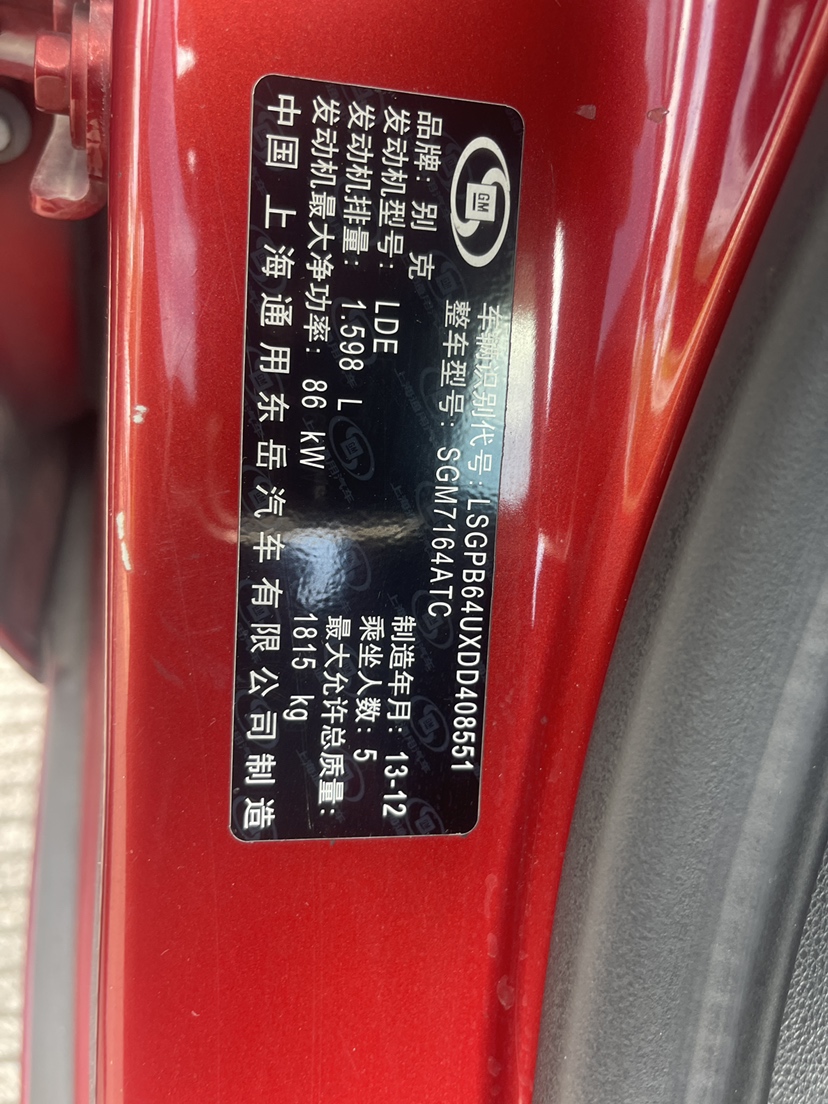 GM
车辆识别代号: LSGPB64UXDD408551
整车型号: SGM7164ATC
品牌: 别 克
制造年月: 13-12
发动机型号: LDE
乘坐人数: 5
发动机排量: 1.598 L
最大允许总质量:
发动机最大净功率: 86 kW
1815 kg
中国 上海通用东岳汽车有限公司制造